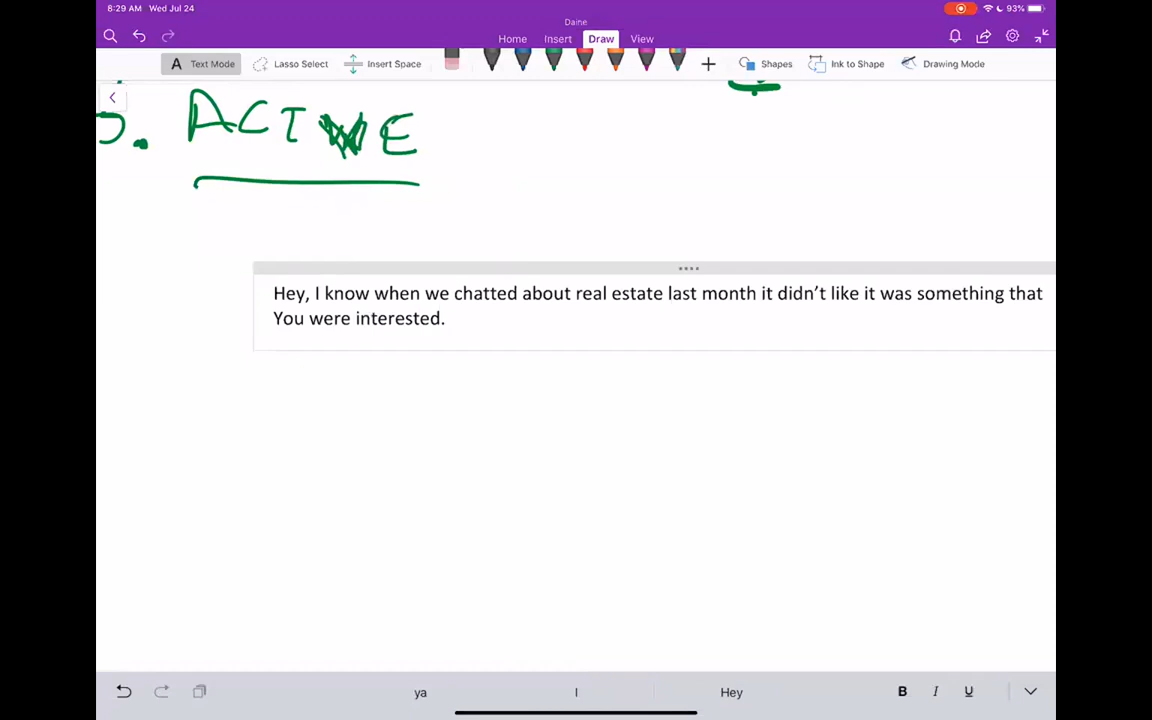 8:29 AM Wed Jul 24
93%
Daine
Home Insert Draw View
A Text Mode Lasso Select Insert Space Shapes Ink to Shape Drawing Mode
Hey, I know when we chatted about real estate last month it didn’t like it was something that
You were interested.
ya I Hey B I U